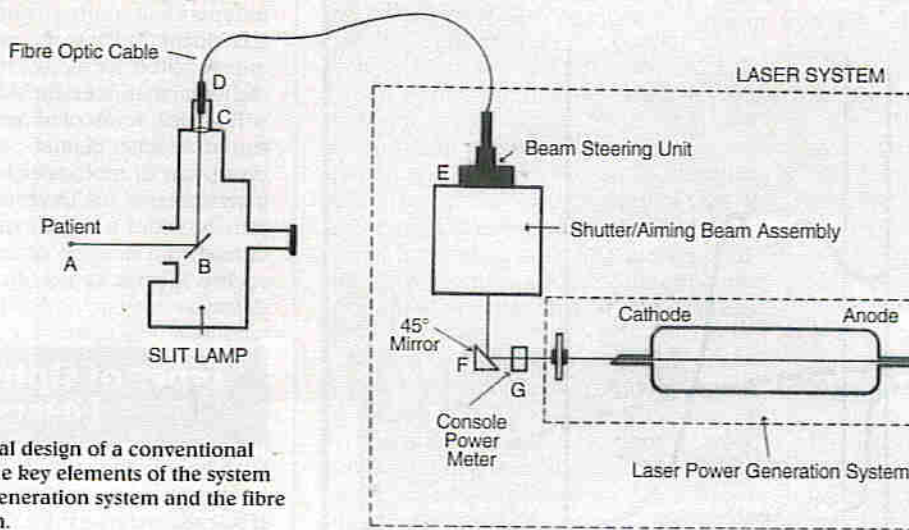 Fibre Optic Cable
D
C
LASER SYSTEM
Beam Steering Unit
E
Patient
A
B
Shutter/Aiming Beam Assembly
SLIT LAMP
45°
Mirror
F
G
Console
Power
Meter
Cathode
Anode
Laser Power Generation System
al design of a conventional
e key elements of the system
eneration system and the fibre